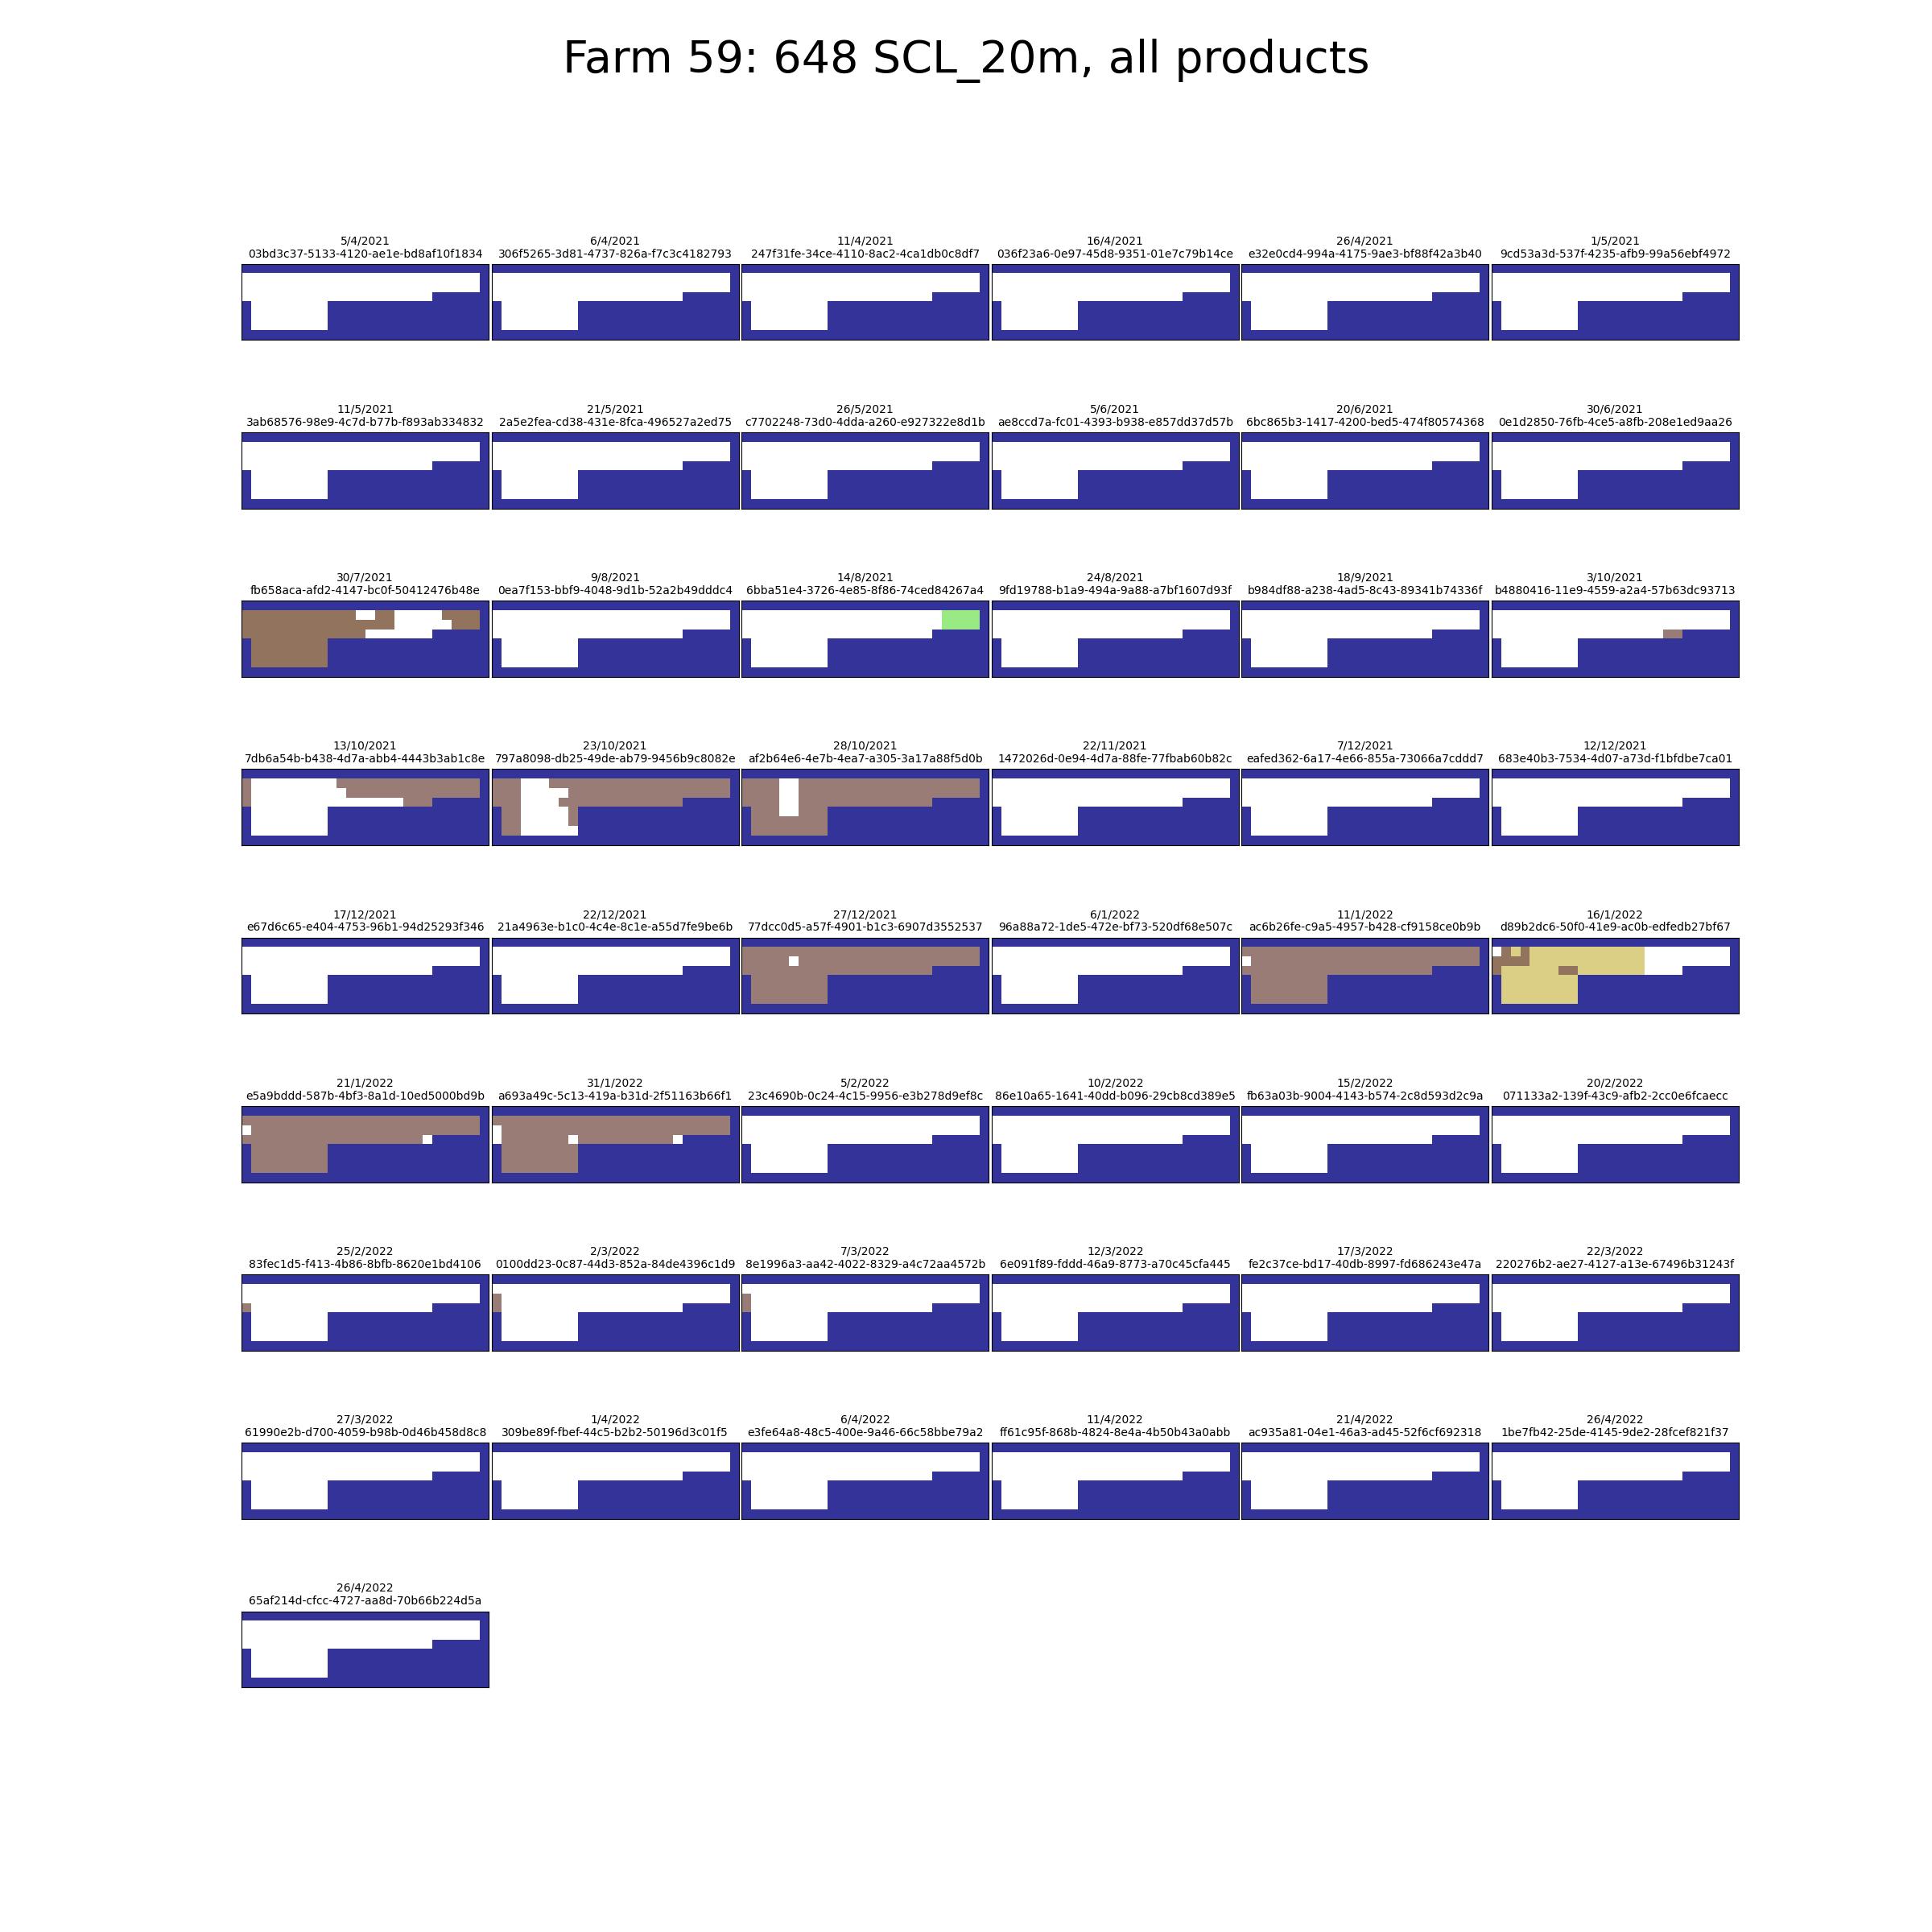 Farm 59: 648 SCL_20m, all products
5/4/2021
03bd3c37-5133-4120-ae1e-bd8af10f1834
6/4/2021
306f5265-3d81-4737-826a-f7c3c4182793
11/4/2021
247f31fe-34ce-4110-8ac2-4ca1db0c8df7
16/4/2021
036f23a6-0e97-45d8-9351-01e7c79b14ce
26/4/2021
e32e0cd4-994a-4175-9ae3-bf88f42a3b40
1/5/2021
9cd53a3d-537f-4235-afb9-99a56ebf4972
11/5/2021
3ab68576-98e9-4c7d-b77b-f893ab334832
21/5/2021
2a5e2fea-cd38-431e-8fca-496527a2ed75
26/5/2021
c7702248-73d0-4dda-a260-e927322e8d1b
5/6/2021
ae8ccd7a-fc01-4393-b938-e857dd37d57b
20/6/2021
6bc865b3-1417-4200-bed5-474f80574368
30/6/2021
0e1d2850-76fb-4ce5-a8fb-208e1ed9aa26
30/7/2021
fb658aca-afd2-4147-bc0f-50412476b48e
9/8/2021
0ea7f153-bbf9-4048-9d1b-52a2b49dddc4
14/8/2021
6bba51e4-3726-4e85-8f86-74ced84267a4
24/8/2021
9fd19788-b1a9-494a-9a88-a7bf1607d93f
18/9/2021
b984df88-a238-4ad5-8c43-89341b74336f
3/10/2021
b4880416-11e9-4559-a2a4-57b63dc93713
13/10/2021
7db6a54b-b438-4d7a-abb4-4443b3ab1c8e
23/10/2021
797a8098-db25-49de-ab79-9456b9c8082e
28/10/2021
af2b64e6-4e7b-4ea7-a305-3a17a88f5d0b
22/11/2021
1472026d-0e94-4d7a-88fe-77fbab60b82c
7/12/2021
eafed362-6a17-4e66-855a-73066a7cddd7
12/12/2021
683e40b3-7534-4d07-a73d-f1bfdbe7ca01
17/12/2021
e67d6c65-e404-4753-96b1-94d25293f346
22/12/2021
21a4963e-b1c0-4c4e-8c1e-a55d7fe9be6b
27/12/2021
77dcc0d5-a57f-4901-b1c3-6907d3552537
6/1/2022
96a88a72-1de5-472e-bf73-520df68e507c
11/1/2022
ac6b26fe-c9a5-4957-b428-cf9158ce0b9b
16/1/2022
d89b2dc6-50f0-41e9-ac0b-edfedb27bf67
21/1/2022
e5a9bddd-587b-4bf3-8a1d-10ed5000bd9b
31/1/2022
a693a49c-5c13-419a-b31d-2f51163b66f1
5/2/2022
23c4690b-0c24-4c15-9956-e3b278d9ef8c
10/2/2022
86e10a65-1641-40dd-b096-29cb8cd389e5
15/2/2022
fb63a03b-9004-4143-b574-2c8d593d2c9a
20/2/2022
071133a2-139f-43c9-afb2-2cc0e6fcaecc
25/2/2022
83fec1d5-f413-4b86-8bfb-8620e1bd4106
2/3/2022
0100dd23-0c87-44d3-852a-84de4396c1d9
7/3/2022
8e1996a3-aa42-4022-8329-a4c72aa4572b
12/3/2022
6e091f89-fddd-46a9-8773-a70c45cfa445
17/3/2022
fe2c37ce-bd17-40db-8997-fd686243e47a
22/3/2022
220276b2-ae27-4127-a13e-67496b31243f
27/3/2022
61990e2b-d700-4059-b98b-0d46b458d8c8
1/4/2022
309be89f-fbef-44c5-b2b2-50196d3c01f5
6/4/2022
e3fe64a8-48c5-400e-9a46-66c58bbe79a2
11/4/2022
ff61c95f-868b-4824-8e4a-4b50b43a0abb
21/4/2022
ac935a81-04e1-46a3-ad45-52f6cf692318
26/4/2022
1be7fb42-25de-4145-9de2-28fcef821f37
26/4/2022
65af214d-cfcc-4727-aa8d-70b66b224d5a